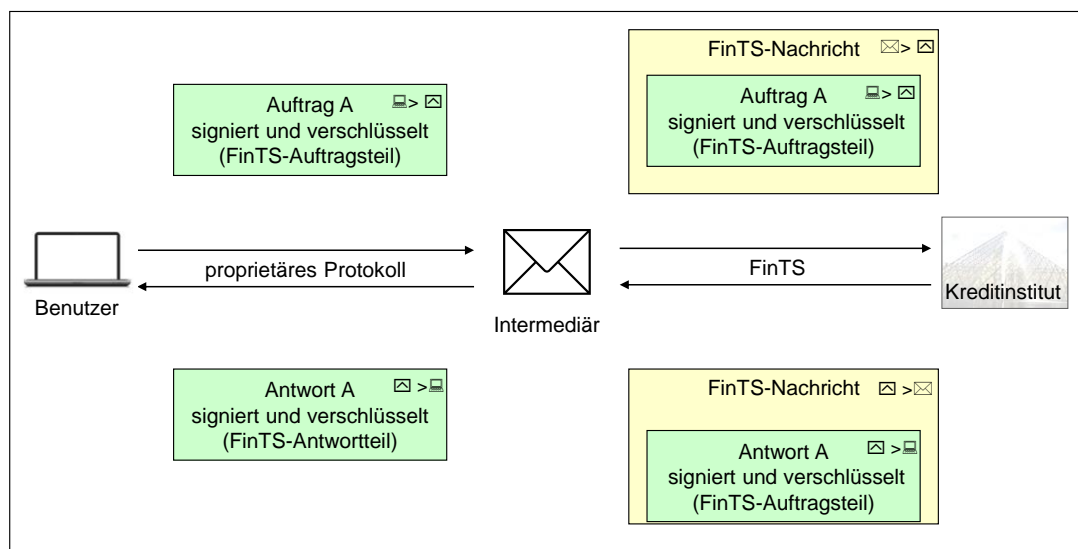 FinTS-Nachricht >
Auftrag A >
signiert und verschlüsselt
(FinTS-Auftragsteil)
Auftrag A >
signiert und verschlüsselt
(FinTS-Auftragsteil)
proprietäres Protokoll
FinTS
Benutzer
Intermediär
Kreditinstitut
Antwort A >
signiert und verschlüsselt
(FinTS-Antwortteil)
FinTS-Nachricht >
Antwort A >
signiert und verschlüsselt
(FinTS-Auftragsteil)